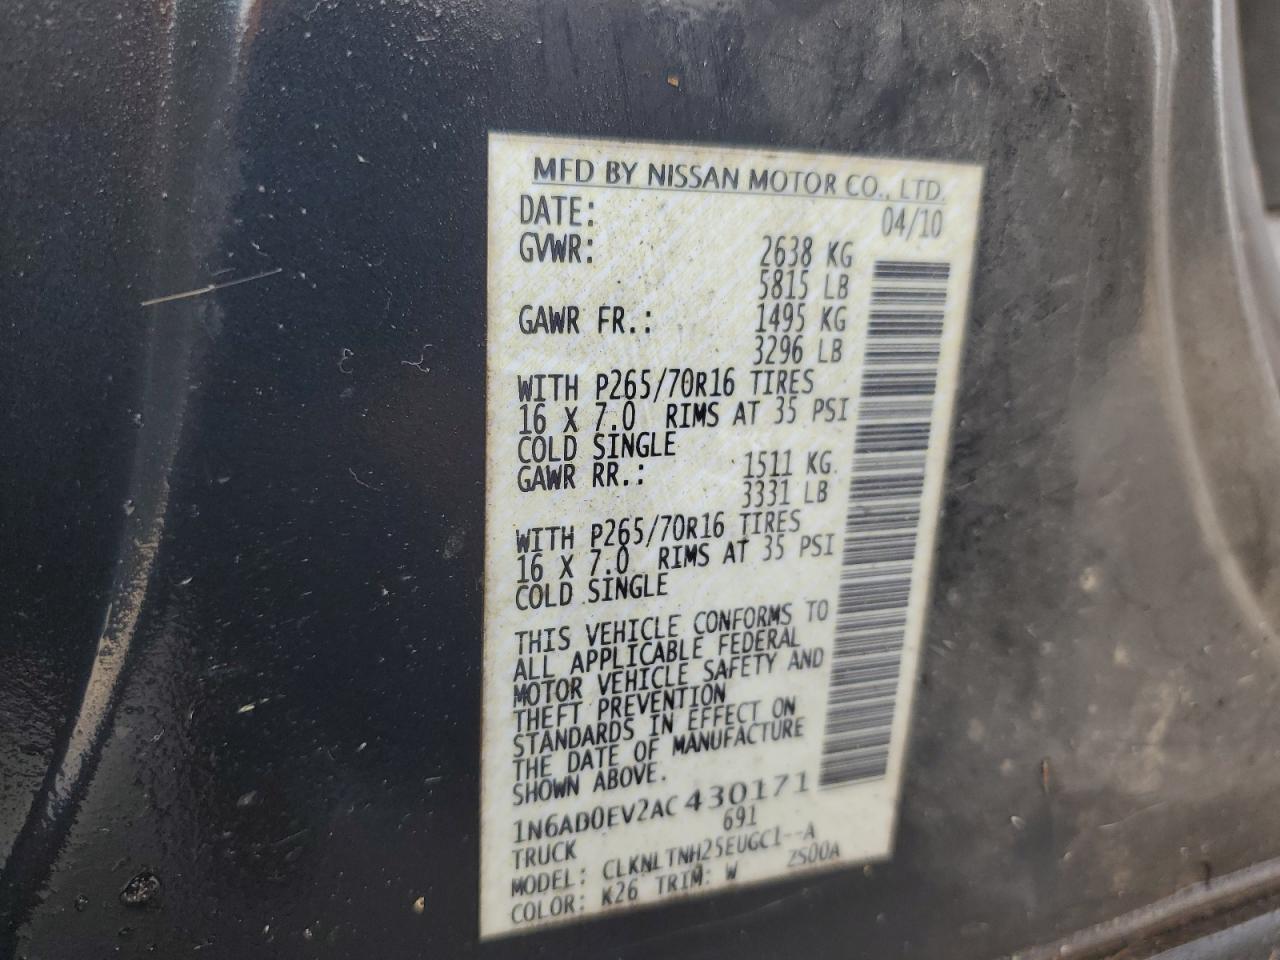 MFD BY NISSAN MOTOR CO., LTD.
DATE: 04/10
GVWR: 2638 KG
5815 LB
GAWR FR.: 1495 KG
3296 LB
WITH P265/70R16 TIRES
16 X 7.0 RIMS AT 35 PSI
COLD SINGLE
GAWR RR.: 1511 KG.
3331 LB
WITH P265/70R16 TIRES
16 X 7.0 RIMS AT 35 PSI
COLD SINGLE
THIS VEHICLE CONFORMS TO
ALL APPLICABLE FEDERAL
MOTOR VEHICLE SAFETY AND
THEFT PREVENTION
STANDARDS IN EFFECT ON
THE DATE OF MANUFACTURE
SHOWN ABOVE.
1N6AD0EV2AC430171
TRUCK 691
MODEL: CLKNLTNH25EUGC1--A
COLOR: K26 TRIM: W ZS00A